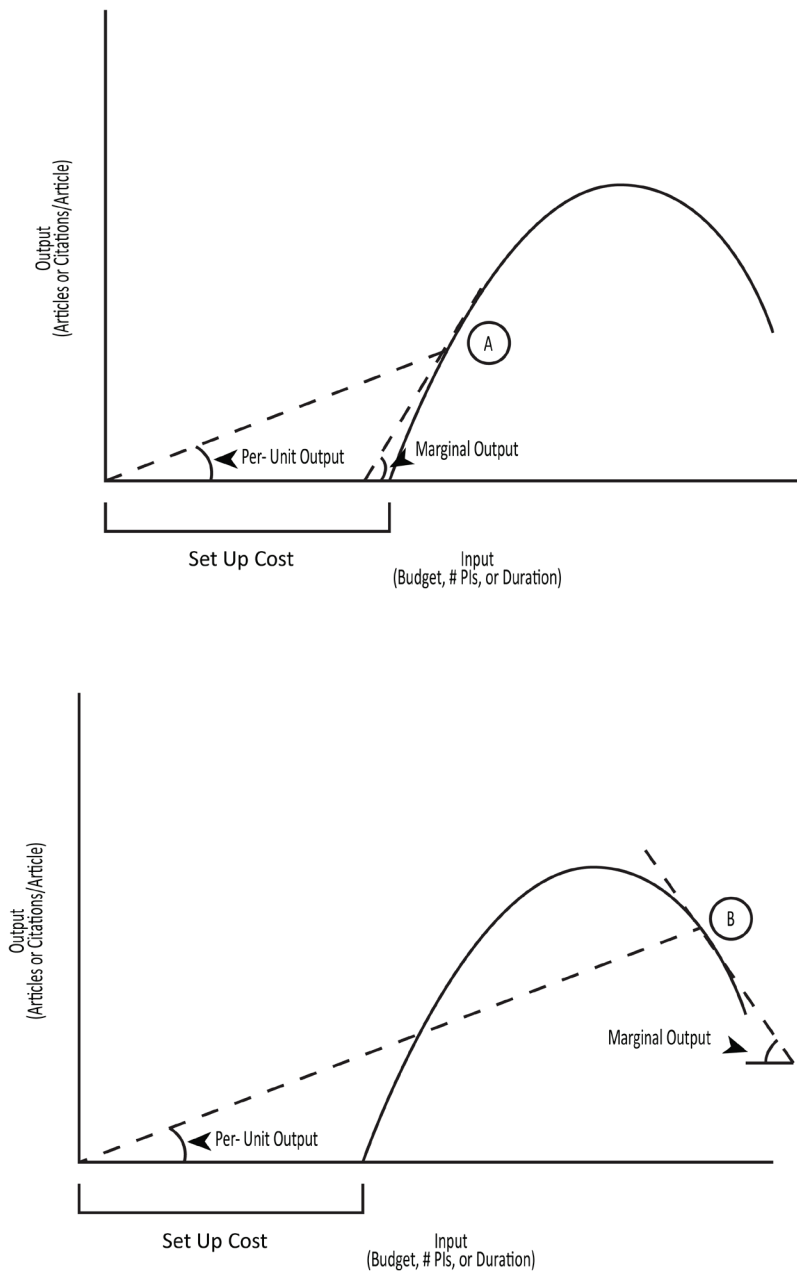 Output
(Articles or Citations/Article)
A
Per- Unit Output
Marginal Output
Set Up Cost
Input
(Budget, # PIs, or Duration)
Output
(Articles or Citations/Article)
B
Marginal Output
Per- Unit Output
Set Up Cost
Input
(Budget, # PIs, or Duration)